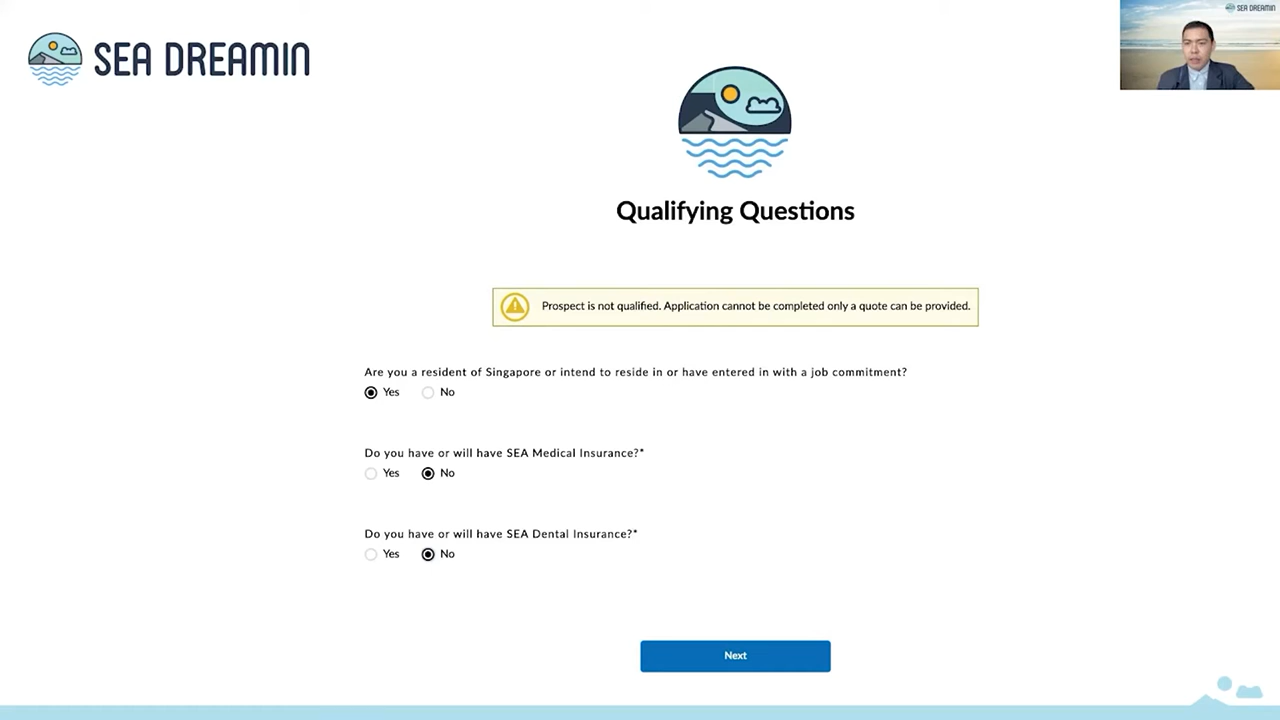 SEA DREAMIN
SEA DREAMIN
Qualifying Questions
Prospect is not qualified. Application cannot be completed only a quote can be provided.
Are you a resident of Singapore or intend to reside in or have entered in with a job commitment?
Yes No
Do you have or will have SEA Medical Insurance?*
Yes No
Do you have or will have SEA Dental Insurance?*
Yes No
Next